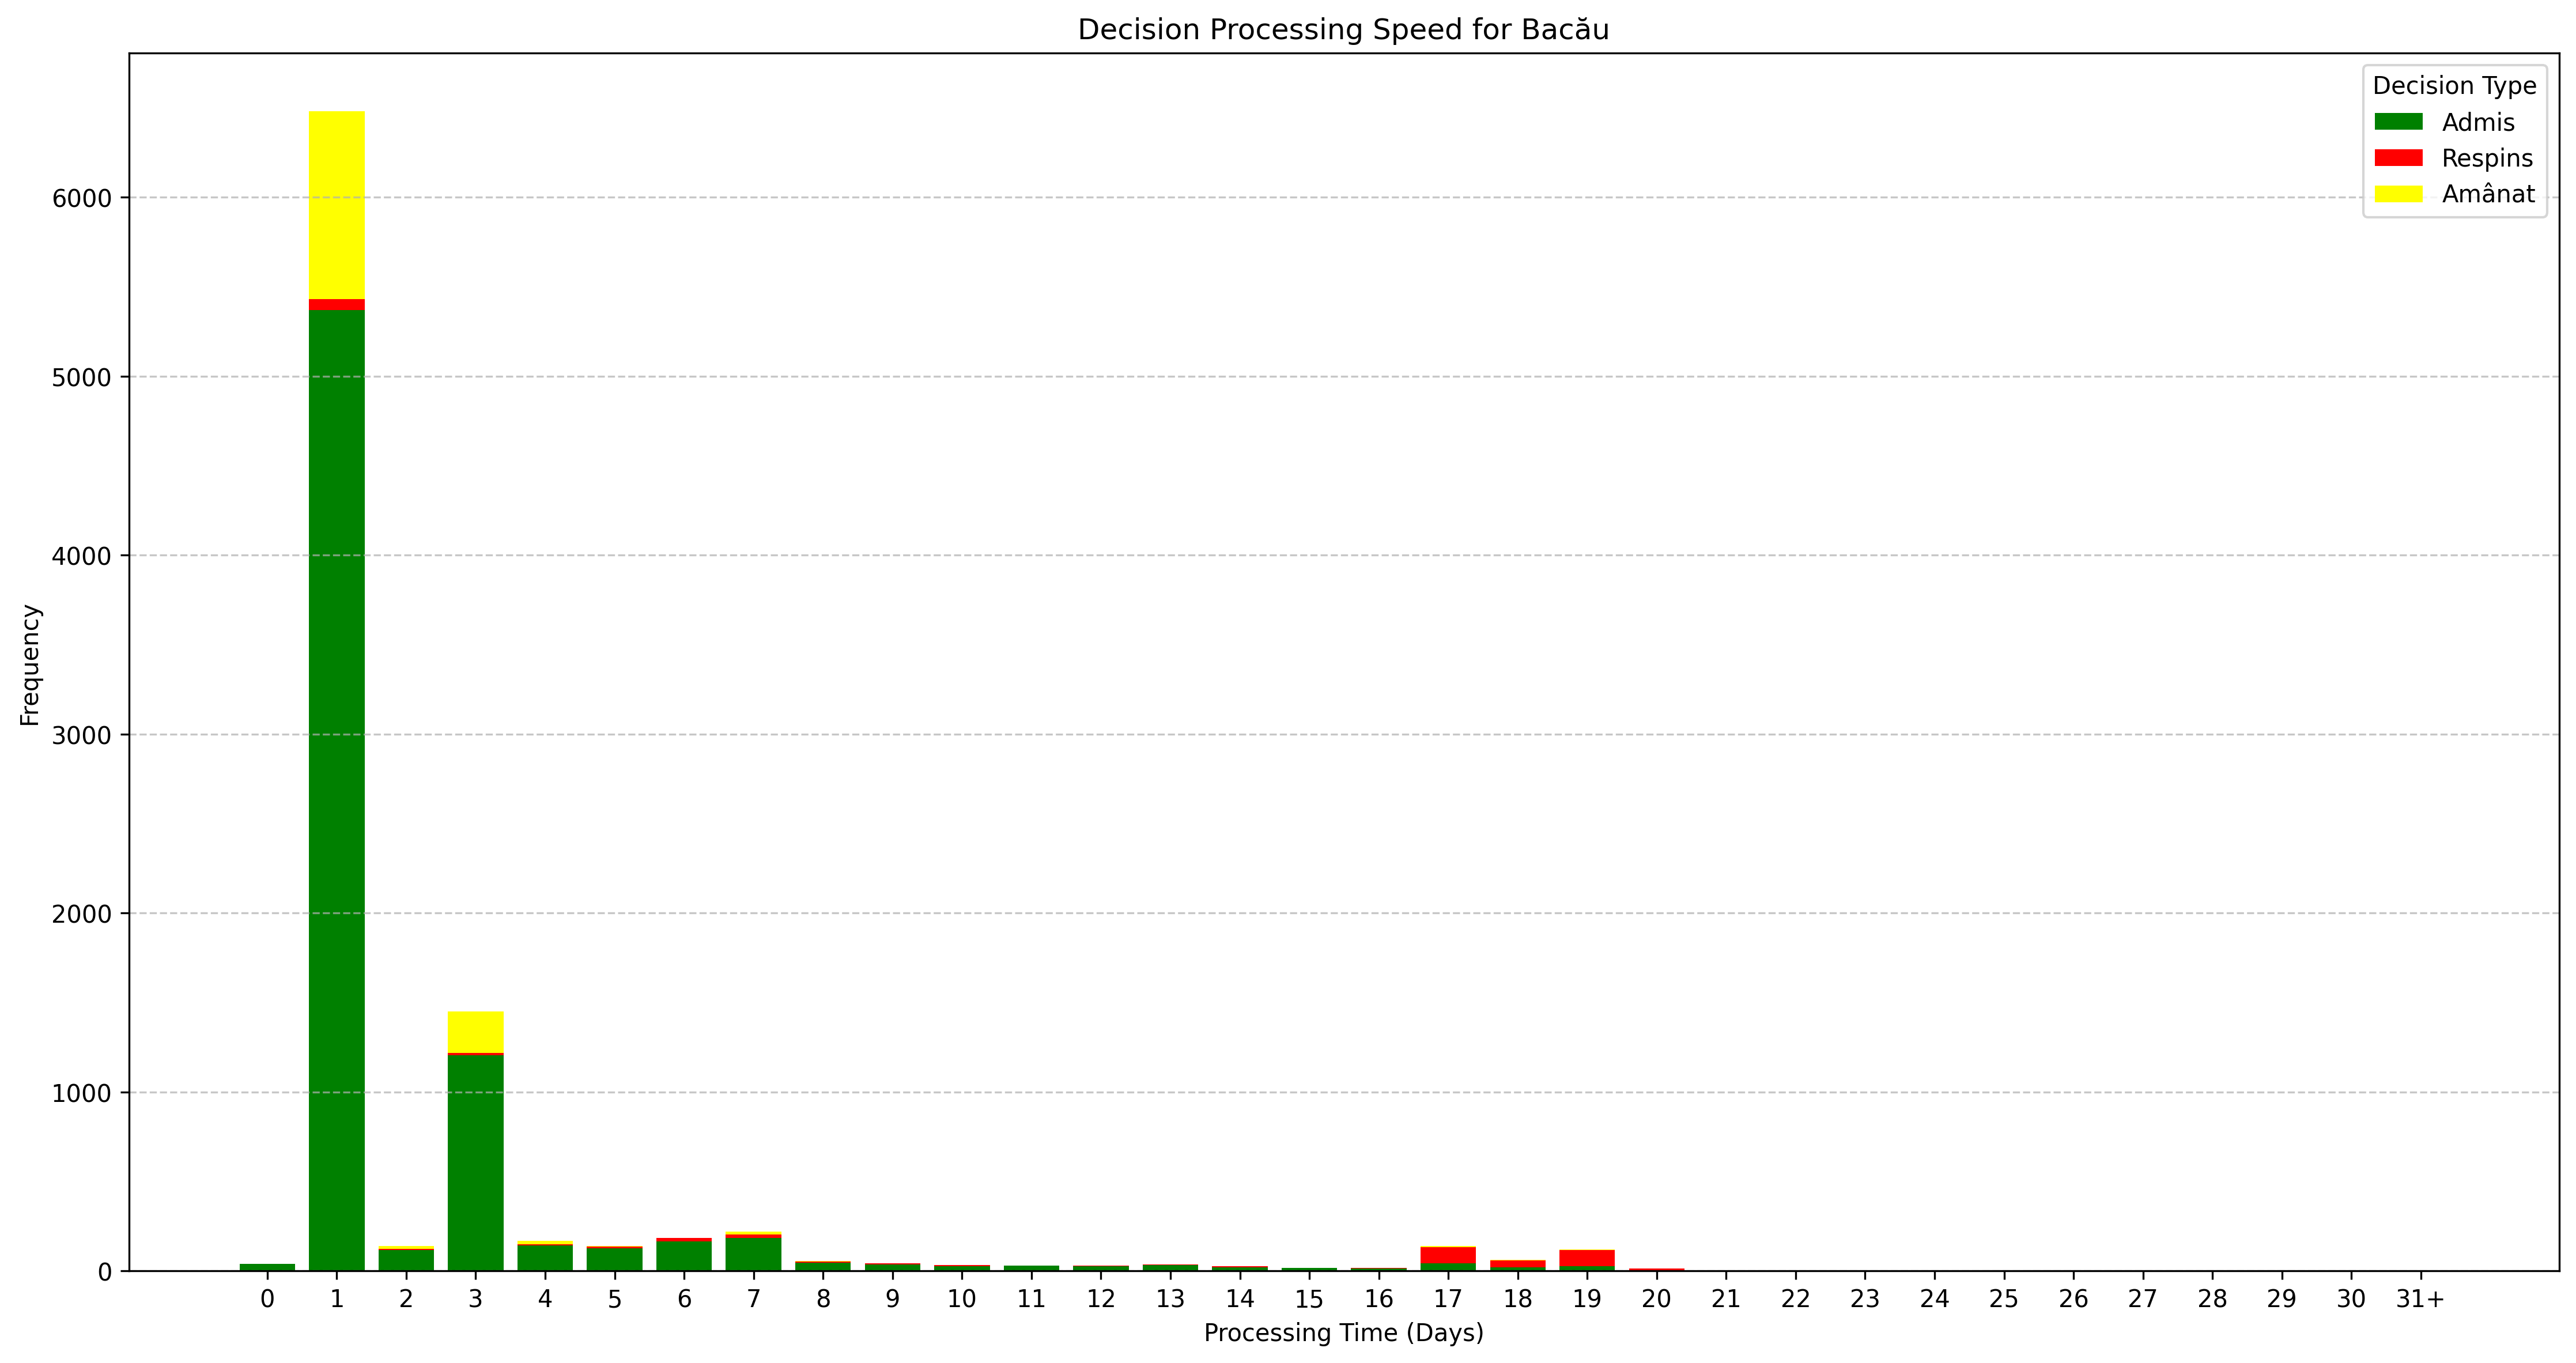 Decision Processing Speed for Bacău
Decision Type
Admis
Respins
Amânat
Frequency
6000
5000
4000
3000
2000
1000
0
0 1 2 3 4 5 6 7 8 9 10 11 12 13 14 15 16 17 18 19 20 21 22 23 24 25 26 27 28 29 30 31+
Processing Time (Days)